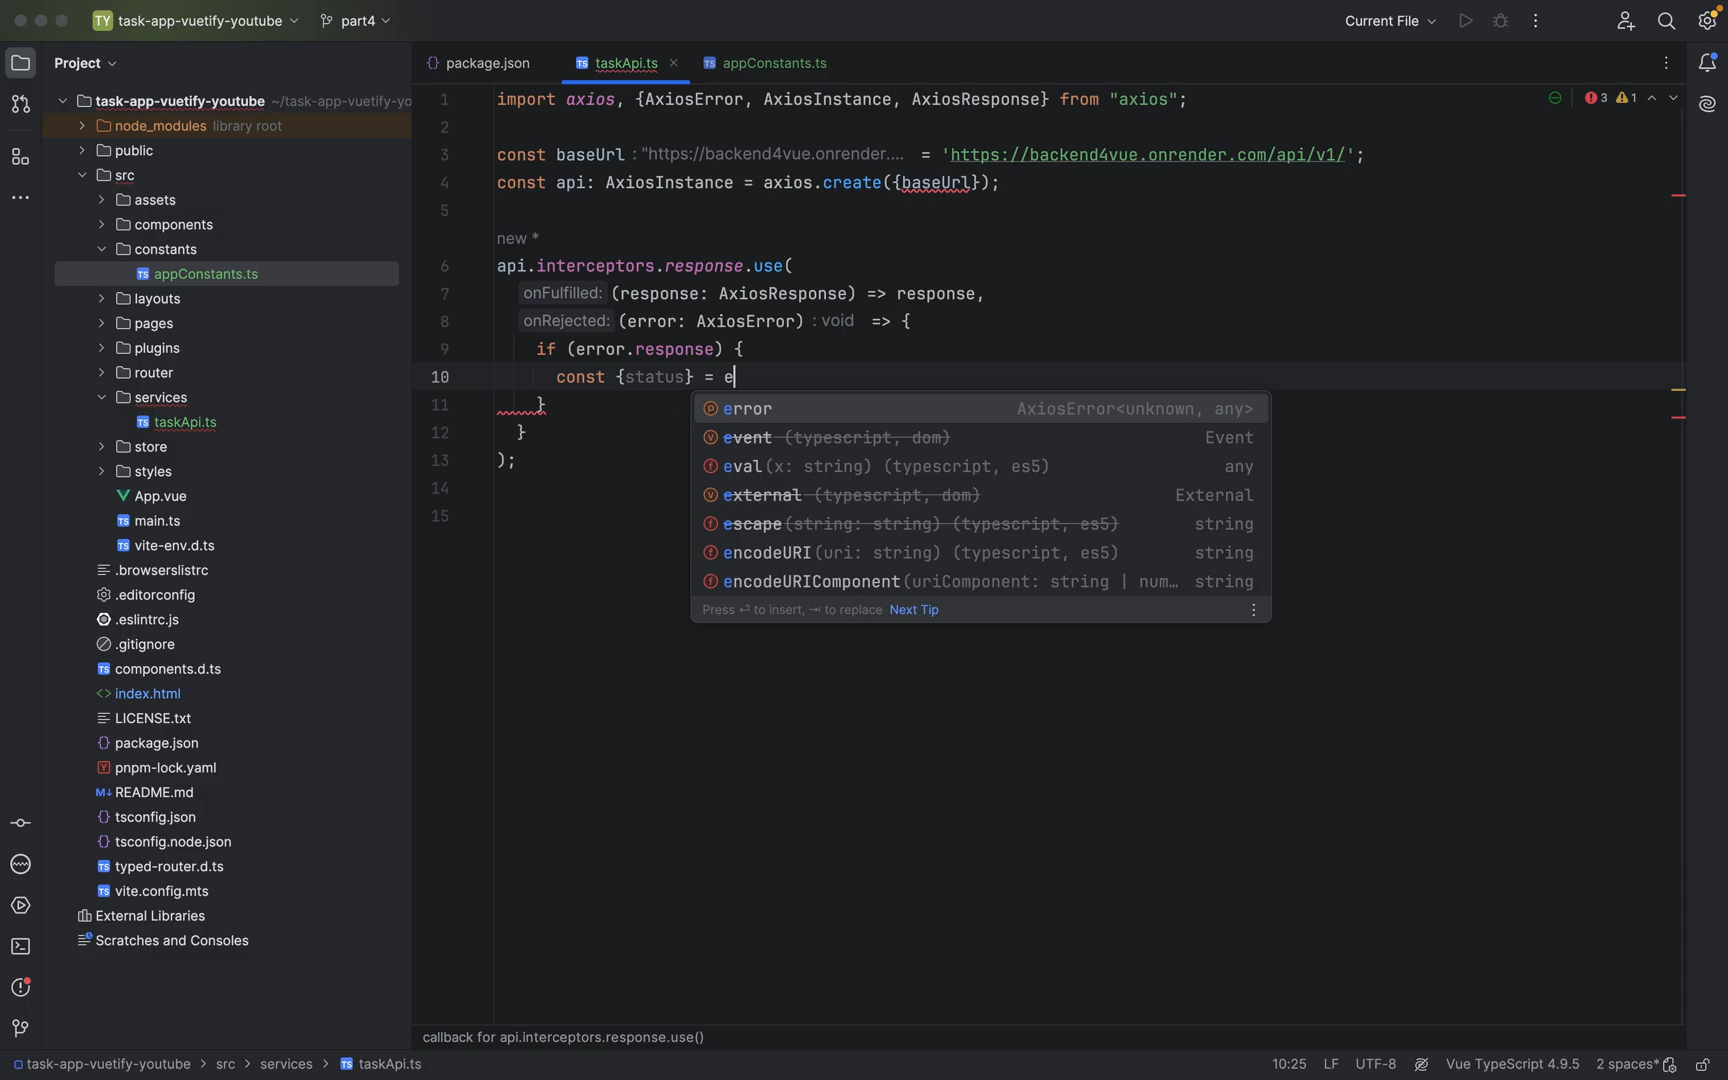 TY task-app-vuetify-youtube part4 Current File
Project
package.json taskApi.ts appConstants.ts
task-app-vuetify-youtube ~/task-app-vuetify-yo
node_modules library root
public
src
assets
components
constants
TS appConstants.ts
layouts
pages
plugins
router
services
TS taskApi.ts
store
styles
App.vue
TS main.ts
TS vite-env.d.ts
.browserslistrc
.editorconfig
.eslintrc.js
.gitignore
TS components.d.ts
<> index.html
LICENSE.txt
{} package.json
Y pnpm-lock.yaml
M↓ README.md
{} tsconfig.json
{} tsconfig.node.json
TS typed-router.d.ts
TS vite.config.mts
External Libraries
Scratches and Consoles
1 import axios, {AxiosError, AxiosInstance, AxiosResponse} from "axios"; 3 1
2
3 const baseUrl : "https://backend4vue.onrender.... = 'https://backend4vue.onrender.com/api/v1/';
4 const api: AxiosInstance = axios.create({baseUrl});
5
new *
6 api.interceptors.response.use(
7 onFulfilled: (response: AxiosResponse) => response,
8 onRejected: (error: AxiosError) : void => {
9 if (error.response) {
10 const {status} = e
11 }
12 }
13 );
14
15
error AxiosError<unknown, any>
event (typescript, dom) Event
eval(x: string) (typescript, es5) any
external (typescript, dom) External
escape(string: string) (typescript, es5) string
encodeURI(uri: string) (typescript, es5) string
encodeURIComponent(uriComponent: string | num… string
Press ⏎ to insert, ⇥ to replace Next Tip
callback for api.interceptors.response.use()
task-app-vuetify-youtube > src > services > TS taskApi.ts 10:25 LF UTF-8 Vue TypeScript 4.9.5 2 spaces*